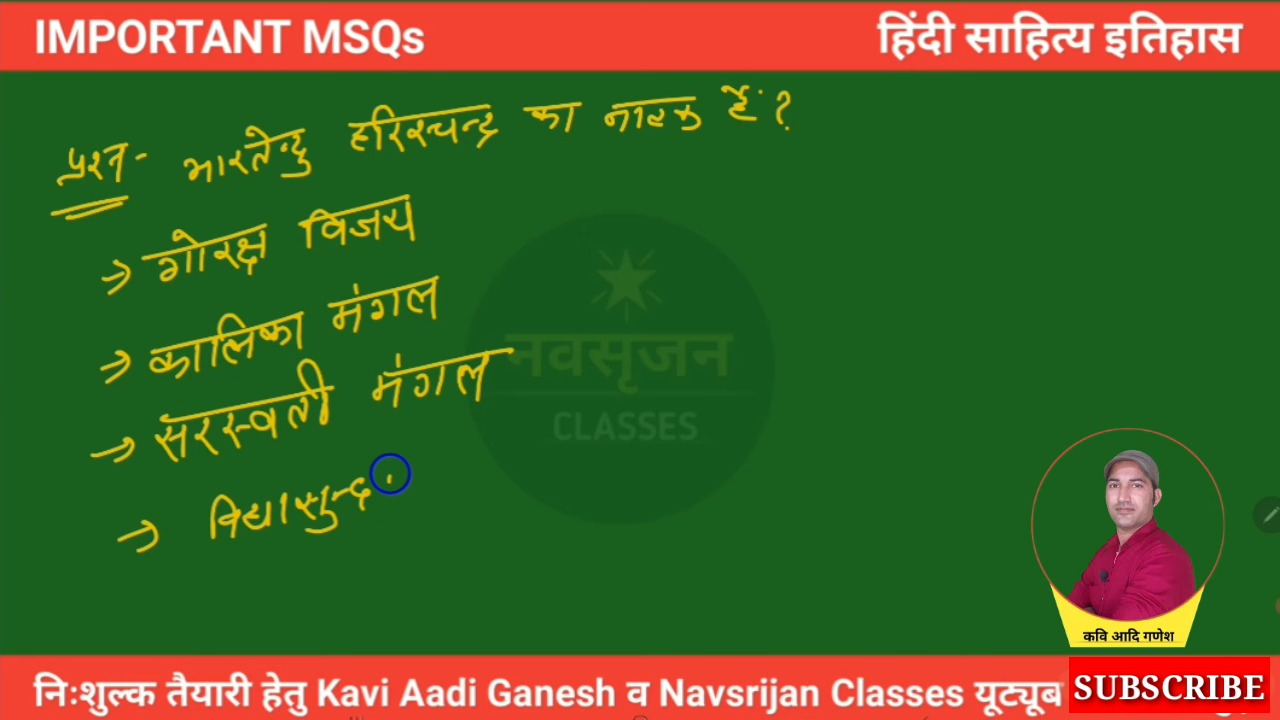 IMPORTANT MSQs
हिंदी साहित्य इतिहास
प्रश्न- भारतेन्दु हरिश्चन्द्र का नाटक है?
→ गोरक्ष विजय
→ कालिका मंगल
→ सरस्वती मंगल
→ विद्यासुन्द
नवसृजन
CLASSES
कवि आदि गणेश
निःशुल्क तैयारी हेतु Kavi Aadi Ganesh व Navsrijan Classes यूट्यूब
SUBSCRIBE